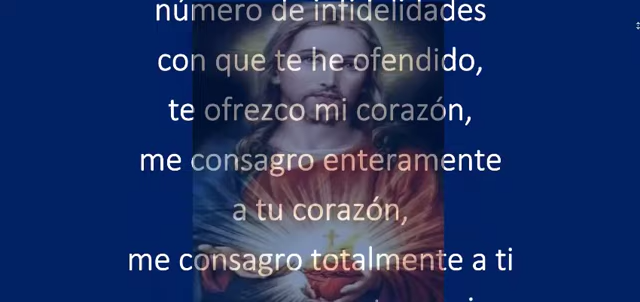 número de infidelidades
con que te he ofendido,
te ofrezco mi corazón,
me consagro enteramente
a tu corazón,
me consagro totalmente a ti